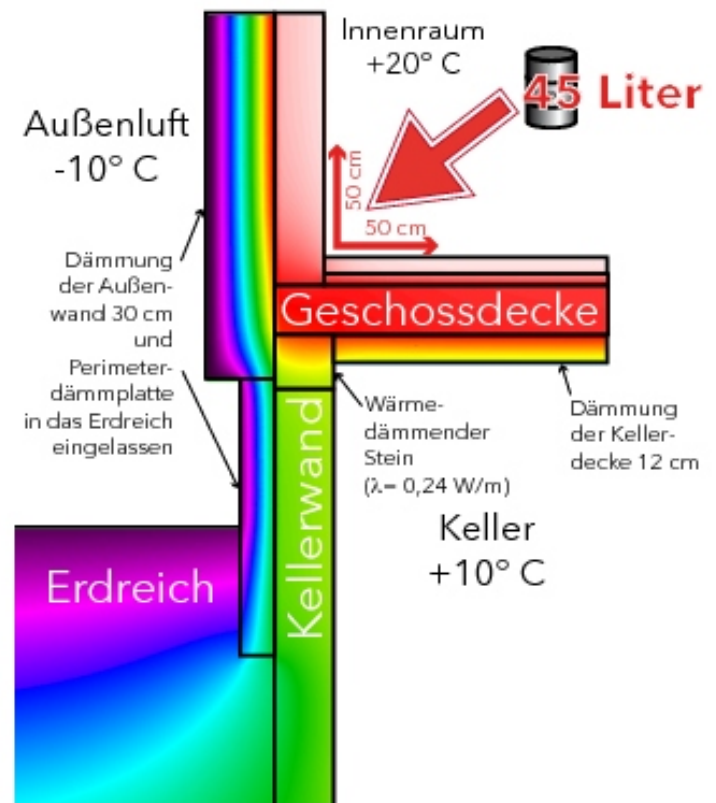 Innenraum
+20° C
45 Liter
Außenluft
-10° C
50 cm
50 cm
Dämmung
der Außen-
wand 30 cm
und
Perimeter-
dämmplatte
in das Erdreich
eingelassen
Geschossdecke
Wärme-
dämmender
Stein
(λ= 0,24 W/m)
Dämmung
der Keller-
decke 12 cm
Kellerwand
Keller
+10° C
Erdreich